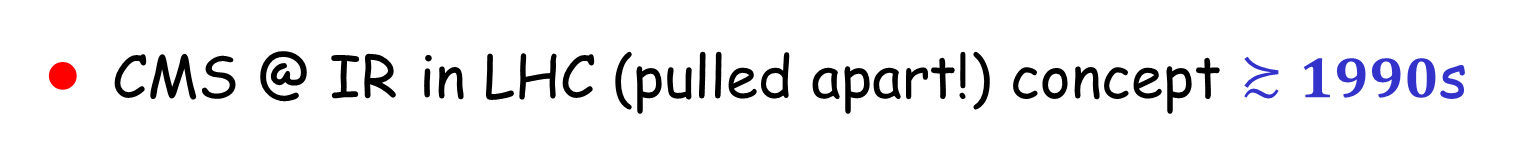 • CMS @ IR in LHC (pulled apart!) concept ≿ 1990s